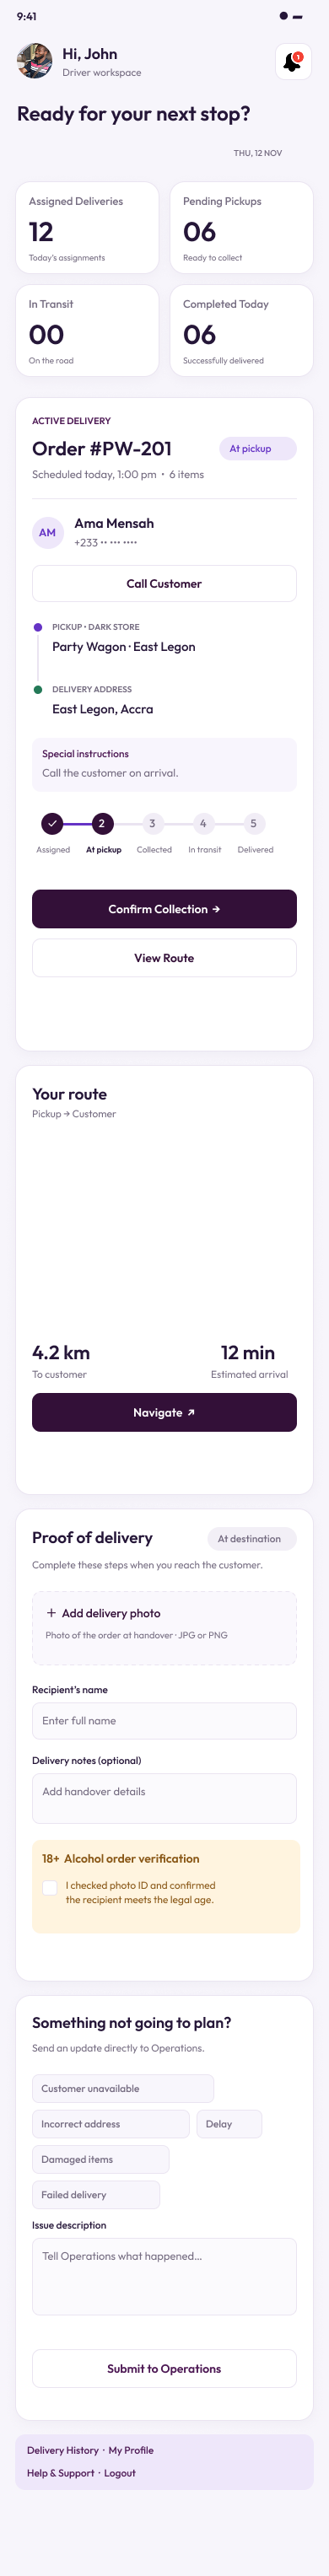 9:41
Hi, John
Driver workspace
1
Ready for your next stop?
THU, 12 NOV
Assigned Deliveries
12
Today's assignments
Pending Pickups
06
Ready to collect
In Transit
00
On the road
Completed Today
06
Successfully delivered
ACTIVE DELIVERY
Order #PW-201
At pickup
Scheduled today, 1:00 pm • 6 items
AM
Ama Mensah
+233 •• ••• ••••
Call Customer
PICKUP • DARK STORE
Party Wagon · East Legon
DELIVERY ADDRESS
East Legon, Accra
Special instructions
Call the customer on arrival.
2 3 4 5
Assigned At pickup Collected In transit Delivered
Confirm Collection →
View Route
Your route
Pickup → Customer
4.2 km
To customer
12 min
Estimated arrival
Navigate ↗
Proof of delivery
At destination
Complete these steps when you reach the customer.
+ Add delivery photo
Photo of the order at handover · JPG or PNG
Recipient's name
Enter full name
Delivery notes (optional)
Add handover details
18+ Alcohol order verification
I checked photo ID and confirmed
the recipient meets the legal age.
Something not going to plan?
Send an update directly to Operations.
Customer unavailable
Incorrect address
Delay
Damaged items
Failed delivery
Issue description
Tell Operations what happened...
Submit to Operations
Delivery History · My Profile
Help & Support · Logout